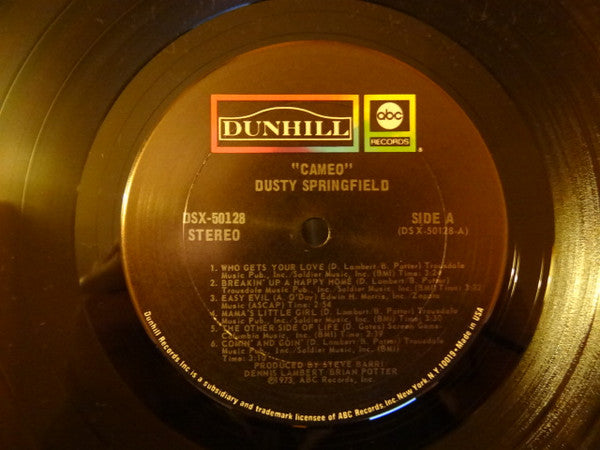 DUNHILL
abc
RECORDS
"CAMEO"
DUSTY SPRINGFIELD
DSX-50128
STEREO
SIDE A
(DSX-50128-A)
1. WHO GETS YOUR LOVE (D. Lambert/B. Potter) Trousdale
Music Pub., Inc./Soldier Music, Inc. (BMI) Time: 3:24
2. BREAKIN' UP A HAPPY HOME (D. Lambert/B. Potter)
Trousdale Music Pub., Inc./Soldier Music, Inc. (BMI) Time: 3:32
3. EASY EVIL (A. O'Day) Edwin H. Morris, Inc./Zapata
Music (ASCAP) Time: 2:54
4. MAMA'S LITTLE GIRL (D. Lambert/B. Potter) Trousdale
Music Pub., Inc./Soldier Music, Inc. (BMI) Time:
5. THE OTHER SIDE OF LIFE (D. Gates) Screen Gems-
Columbia Music, Inc. (BMI)
6. COMIN' AND GOIN' (D. Lambert/B. Potter) Trousdale
Music Pub., Inc./Soldier Music, Inc. (BMI)
Time:
PRODUCED BY STEVE BARRI
DENNIS LAMBERT/BRIAN POTTER
©1973, ABC Records, Inc.
Dunhill Records Inc. is a subsidiary and trademark licensee of ABC Records, Inc. New York, N.Y. 10019-Made in USA